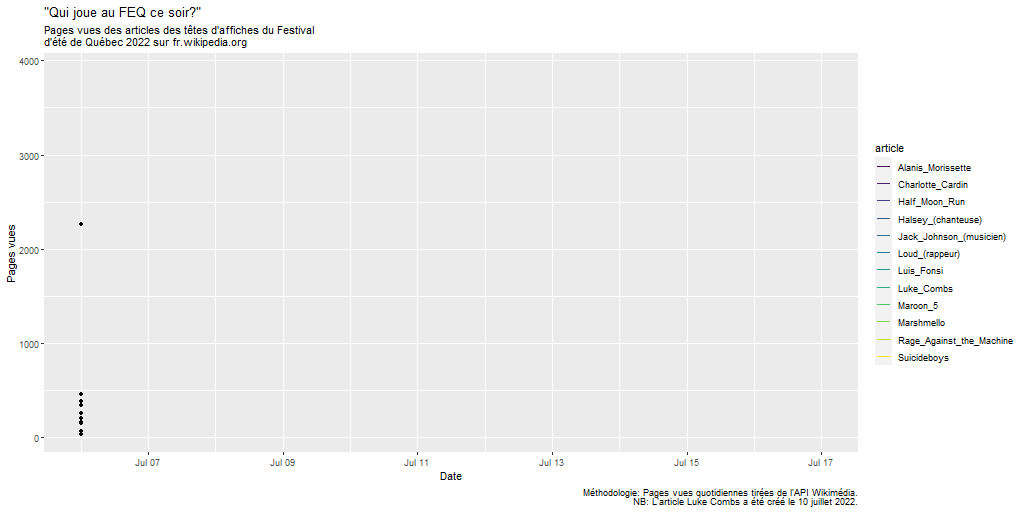 "Qui joue au FEQ ce soir?"
Pages vues des articles des têtes d'affiches du Festival
d'été de Québec 2022 sur fr.wikipedia.org
4000
3000
2000
1000
0
Pages vues
Jul 07
Jul 09
Jul 11
Jul 13
Jul 15
Jul 17
Date
article
Alanis_Morissette
Charlotte_Cardin
Half_Moon_Run
Halsey_(chanteuse)
Jack_Johnson_(musicien)
Loud_(rappeur)
Luis_Fonsi
Luke_Combs
Maroon_5
Marshmello
Rage_Against_the_Machine
Suicideboys
Méthodologie: Pages vues quotidiennes tirées de l'API Wikimédia.
NB: L'article Luke Combs a été créé le 10 juillet 2022.